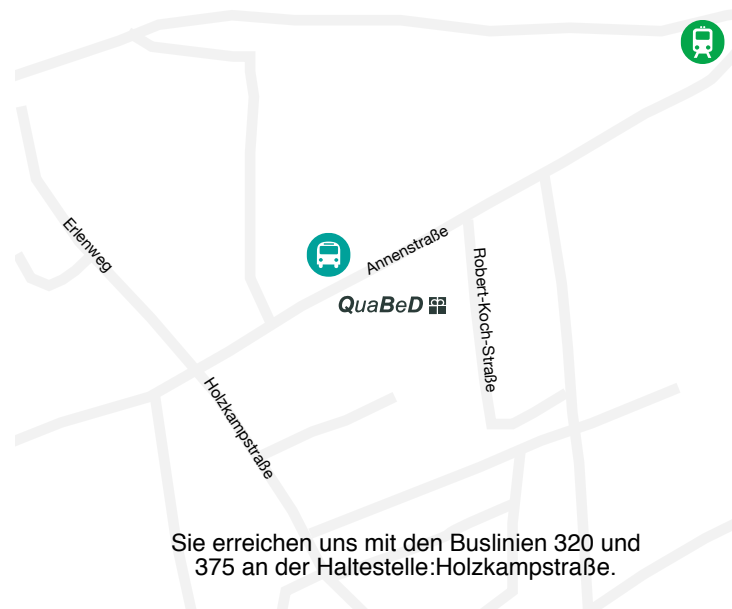 Erlenweg
Annenstraße
Robert-Koch-Straße
QuaBeD
Holzkampstraße
Sie erreichen uns mit den Buslinien 320 und
375 an der Haltestelle:Holzkampstraße.